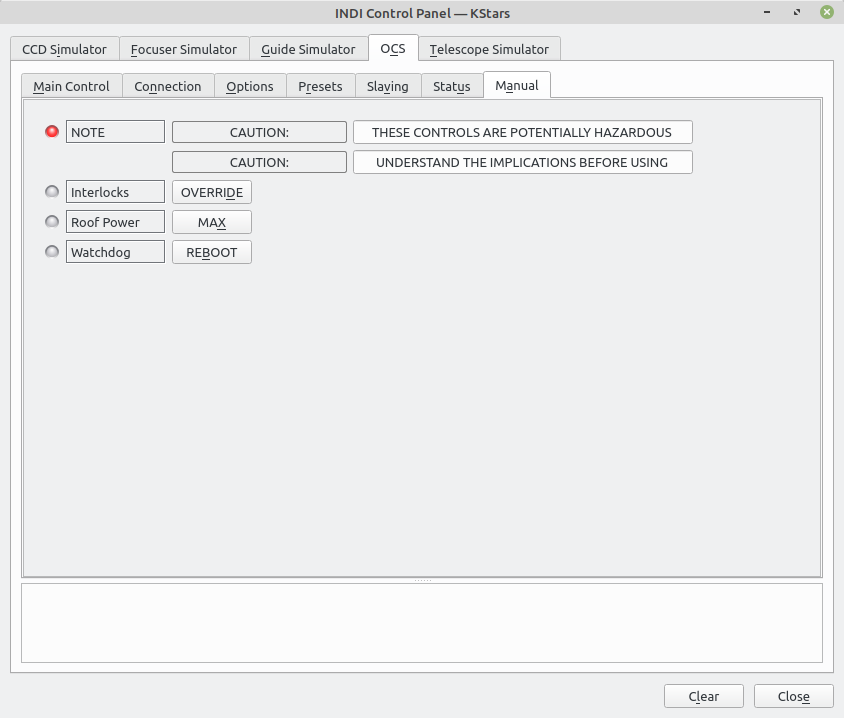 INDI Control Panel — KStars
CCD Simulator Focuser Simulator Guide Simulator OCS Telescope Simulator
Main Control Connection Options Presets Slaving Status Manual
NOTE CAUTION: THESE CONTROLS ARE POTENTIALLY HAZARDOUS
CAUTION: UNDERSTAND THE IMPLICATIONS BEFORE USING
Interlocks OVERRIDE
Roof Power MAX
Watchdog REBOOT
Clear Close